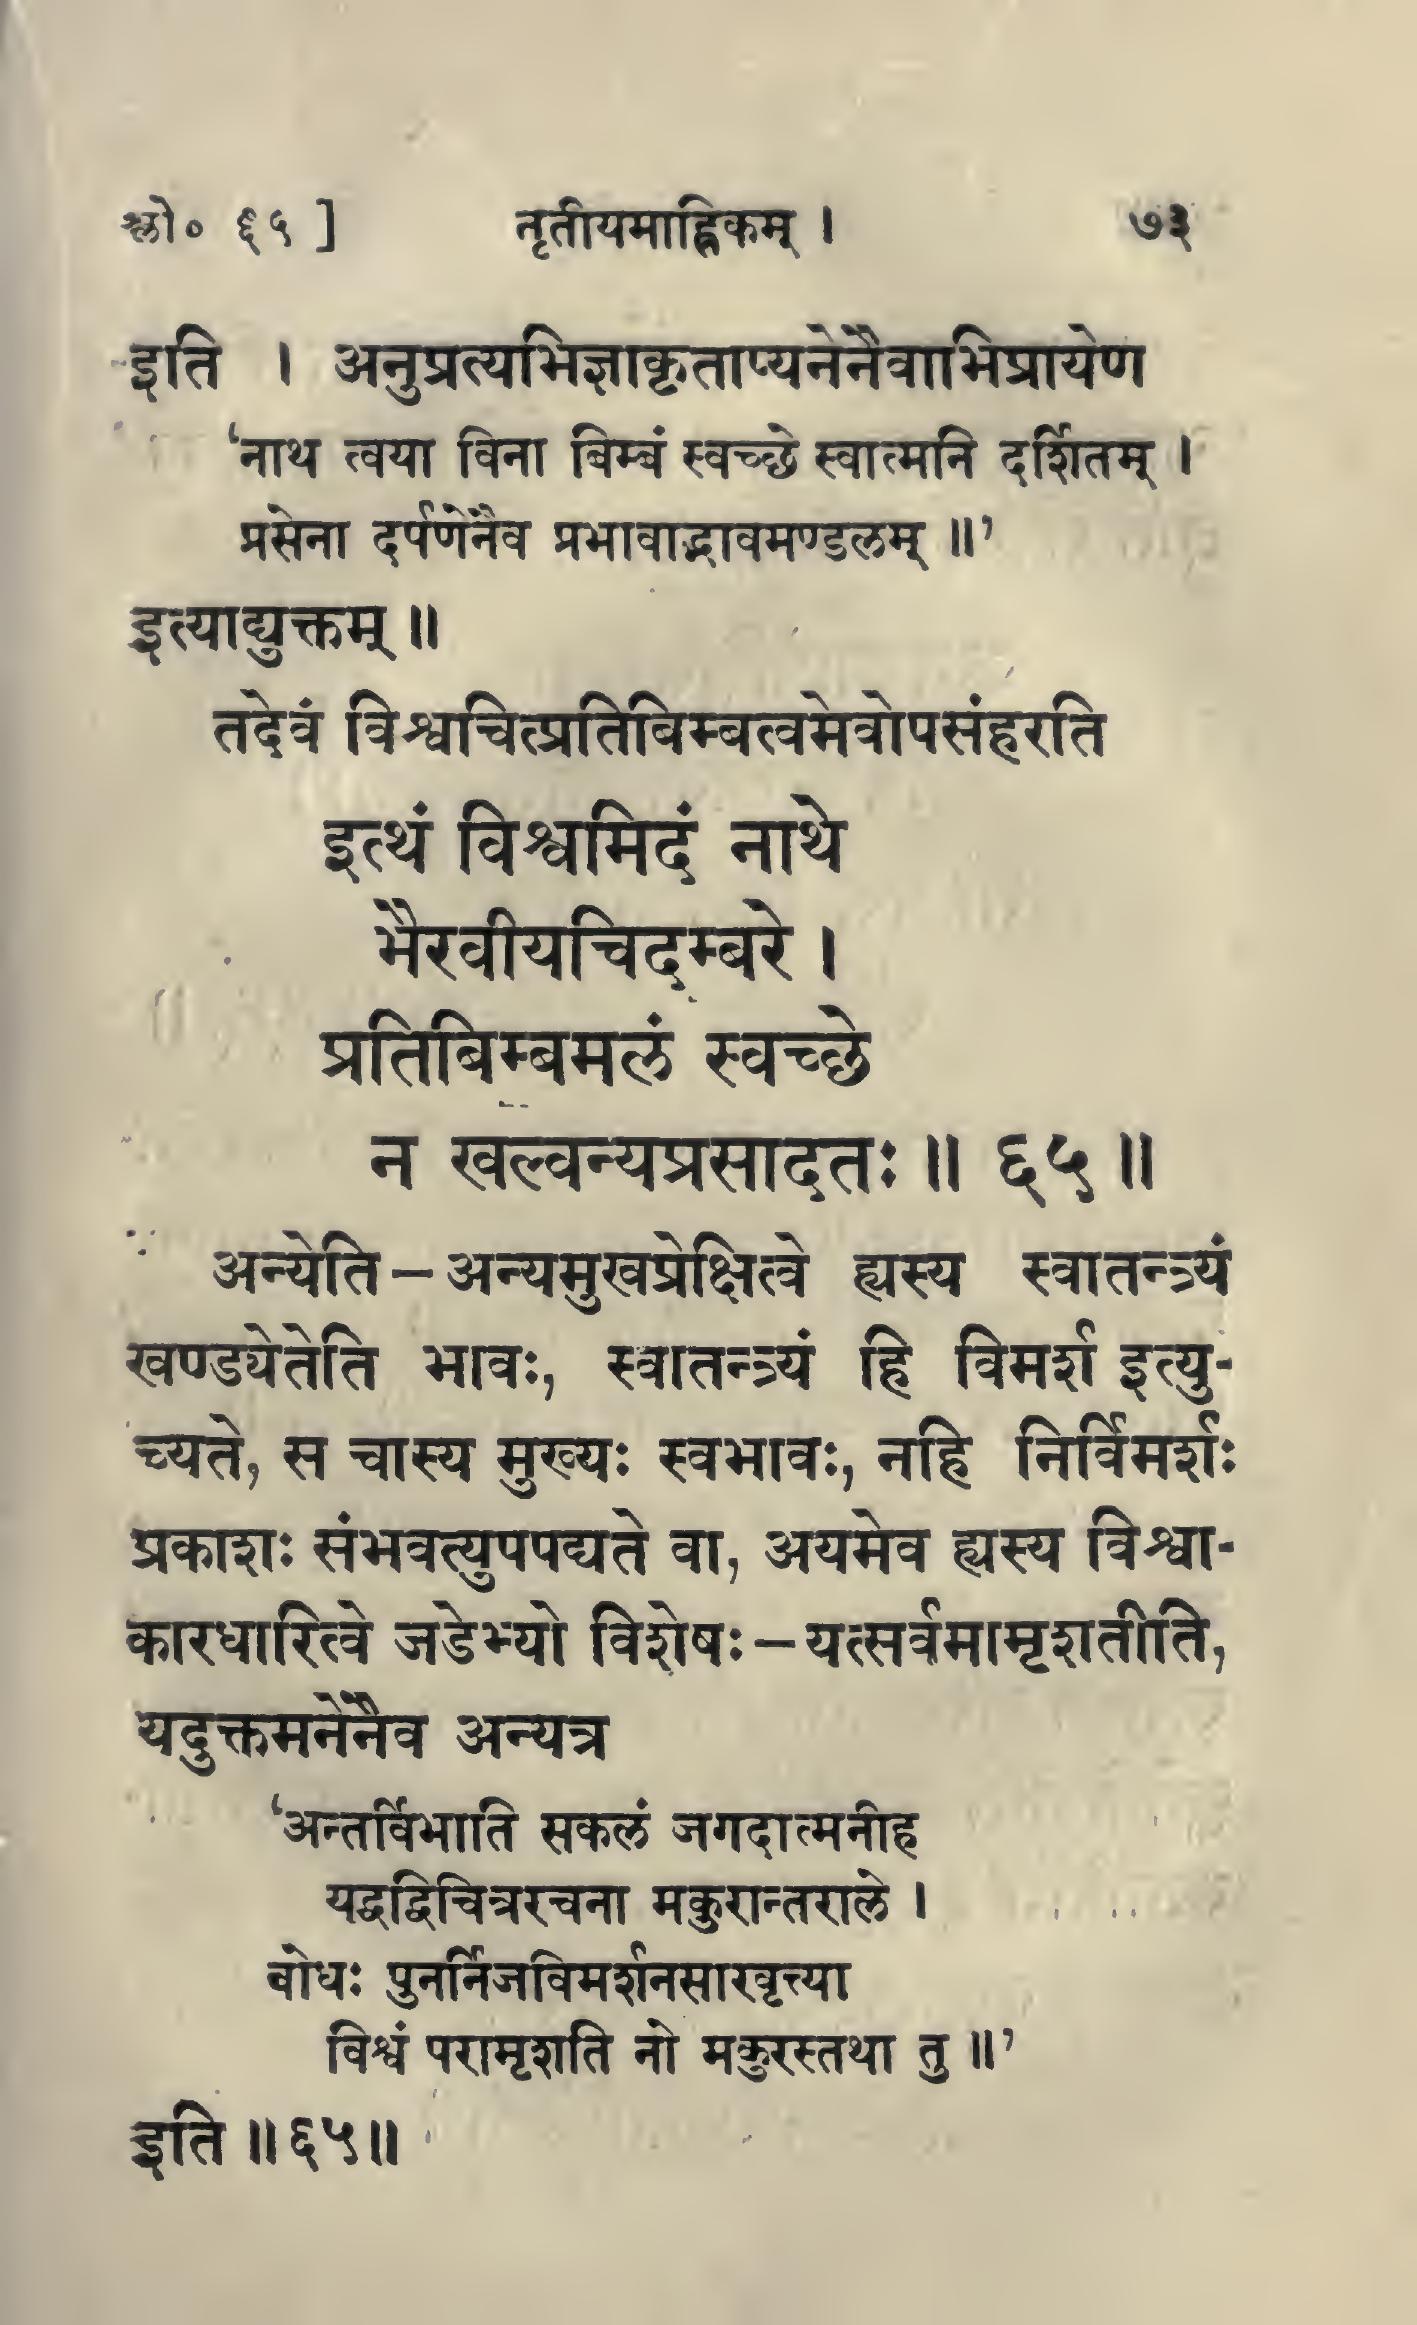 श्लो० ६५ ] तृतीयमाह्निकम् । ७३
इति । अनुप्रत्यभिज्ञाकृताप्यनेनैवाभिप्रायेण
‘नाथ त्वया विना बिम्बं स्वच्छे स्वात्मनि दर्शितम् ।
प्रसेना दर्पणेनैव प्रभावाद्भावमण्डलम् ॥’
इत्याद्युक्तम् ॥
तदेवं विश्वचित्प्रतिबिम्बत्वमेवोपसंहरति
इत्थं विश्वमिदं नाथे
भैरवीयचिदम्बरे ।
प्रतिबिम्बमलं स्वच्छे
न खल्वन्यप्रसादतः ॥ ६५ ॥
अन्येति – अन्यमुखप्रेक्षित्वे ह्यस्य स्वातन्त्र्यं
खण्ड्येतेति भावः, स्वातन्त्र्यं हि विमर्श इत्यु-
च्यते, स चास्य मुख्यः स्वभावः, नहि निर्विमर्शः
प्रकाशः संभवत्युपपद्यते वा, अयमेव ह्यस्य विश्वा-
कारधारित्वे जडेभ्यो विशेषः – यत्सर्वमामृशतीति,
यदुक्तमनेनैव अन्यत्र
‘अन्तर्विभाति सकलं जगदात्मनीह
यद्वद्विचित्ररचना मकुरान्तराले ।
बोधः पुनर्निजविमर्शनसारवृत्त्या
विश्वं परामृशति नो मकुरस्तथा तु ॥’
इति ॥६५॥